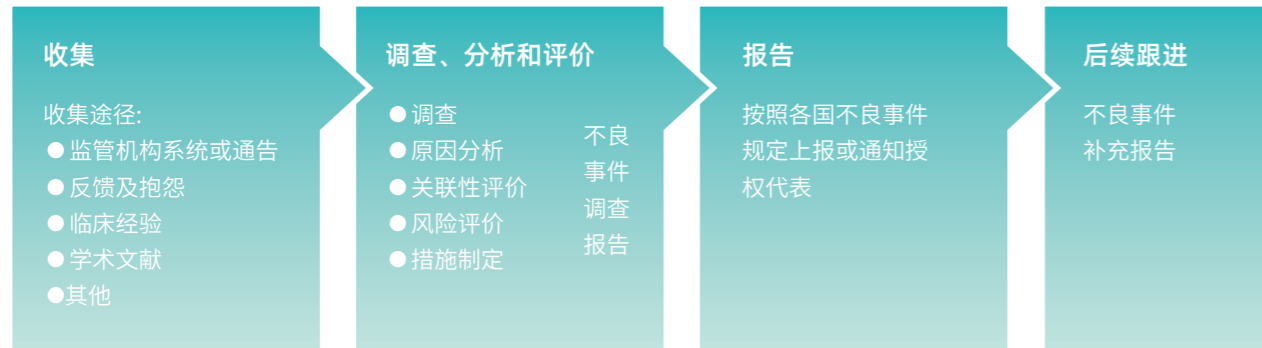 收集
收集途径:
●监管机构系统或通告
●反馈及抱怨
●临床经验
●学术文献
●其他
调查、分析和评价
●调查
●原因分析
●关联性评价
●风险评价
●措施制定
不良
事件
调查
报告
报告
按照各国不良事件
规定上报或通知授
权代表
后续跟进
不良事件
补充报告